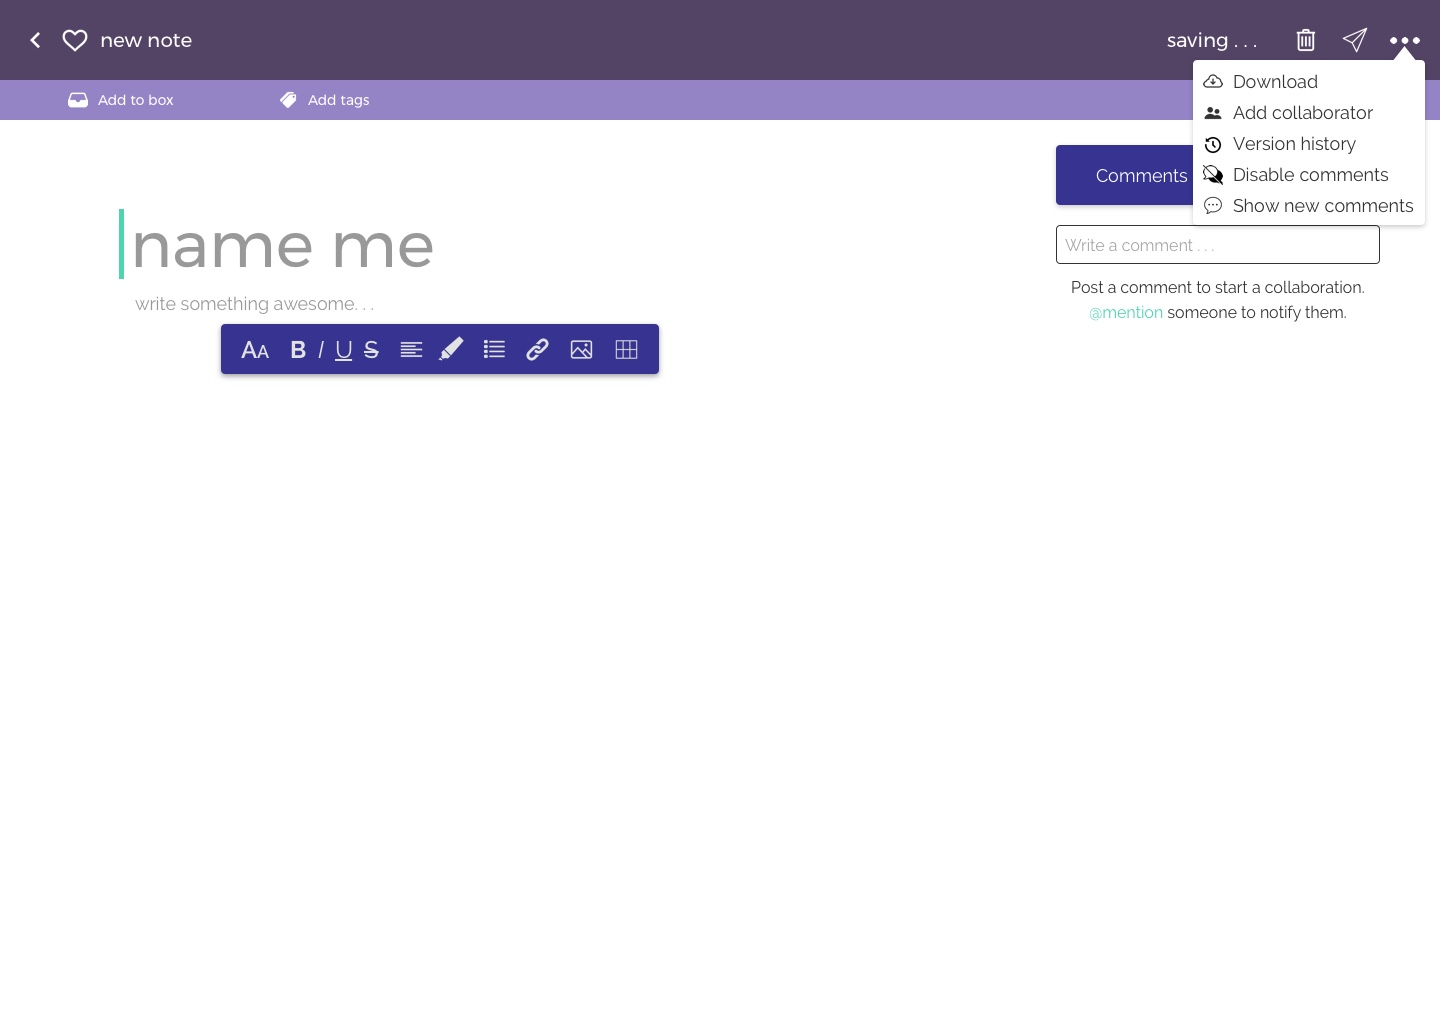 new note
saving . . .
Add to box
Add tags
Download
Add collaborator
Version history
Disable comments
Show new comments
Comments
name me
write something awesome. . .
AA B I U S
Write a comment . . .
Post a comment to start a collaboration.
@mention someone to notify them.